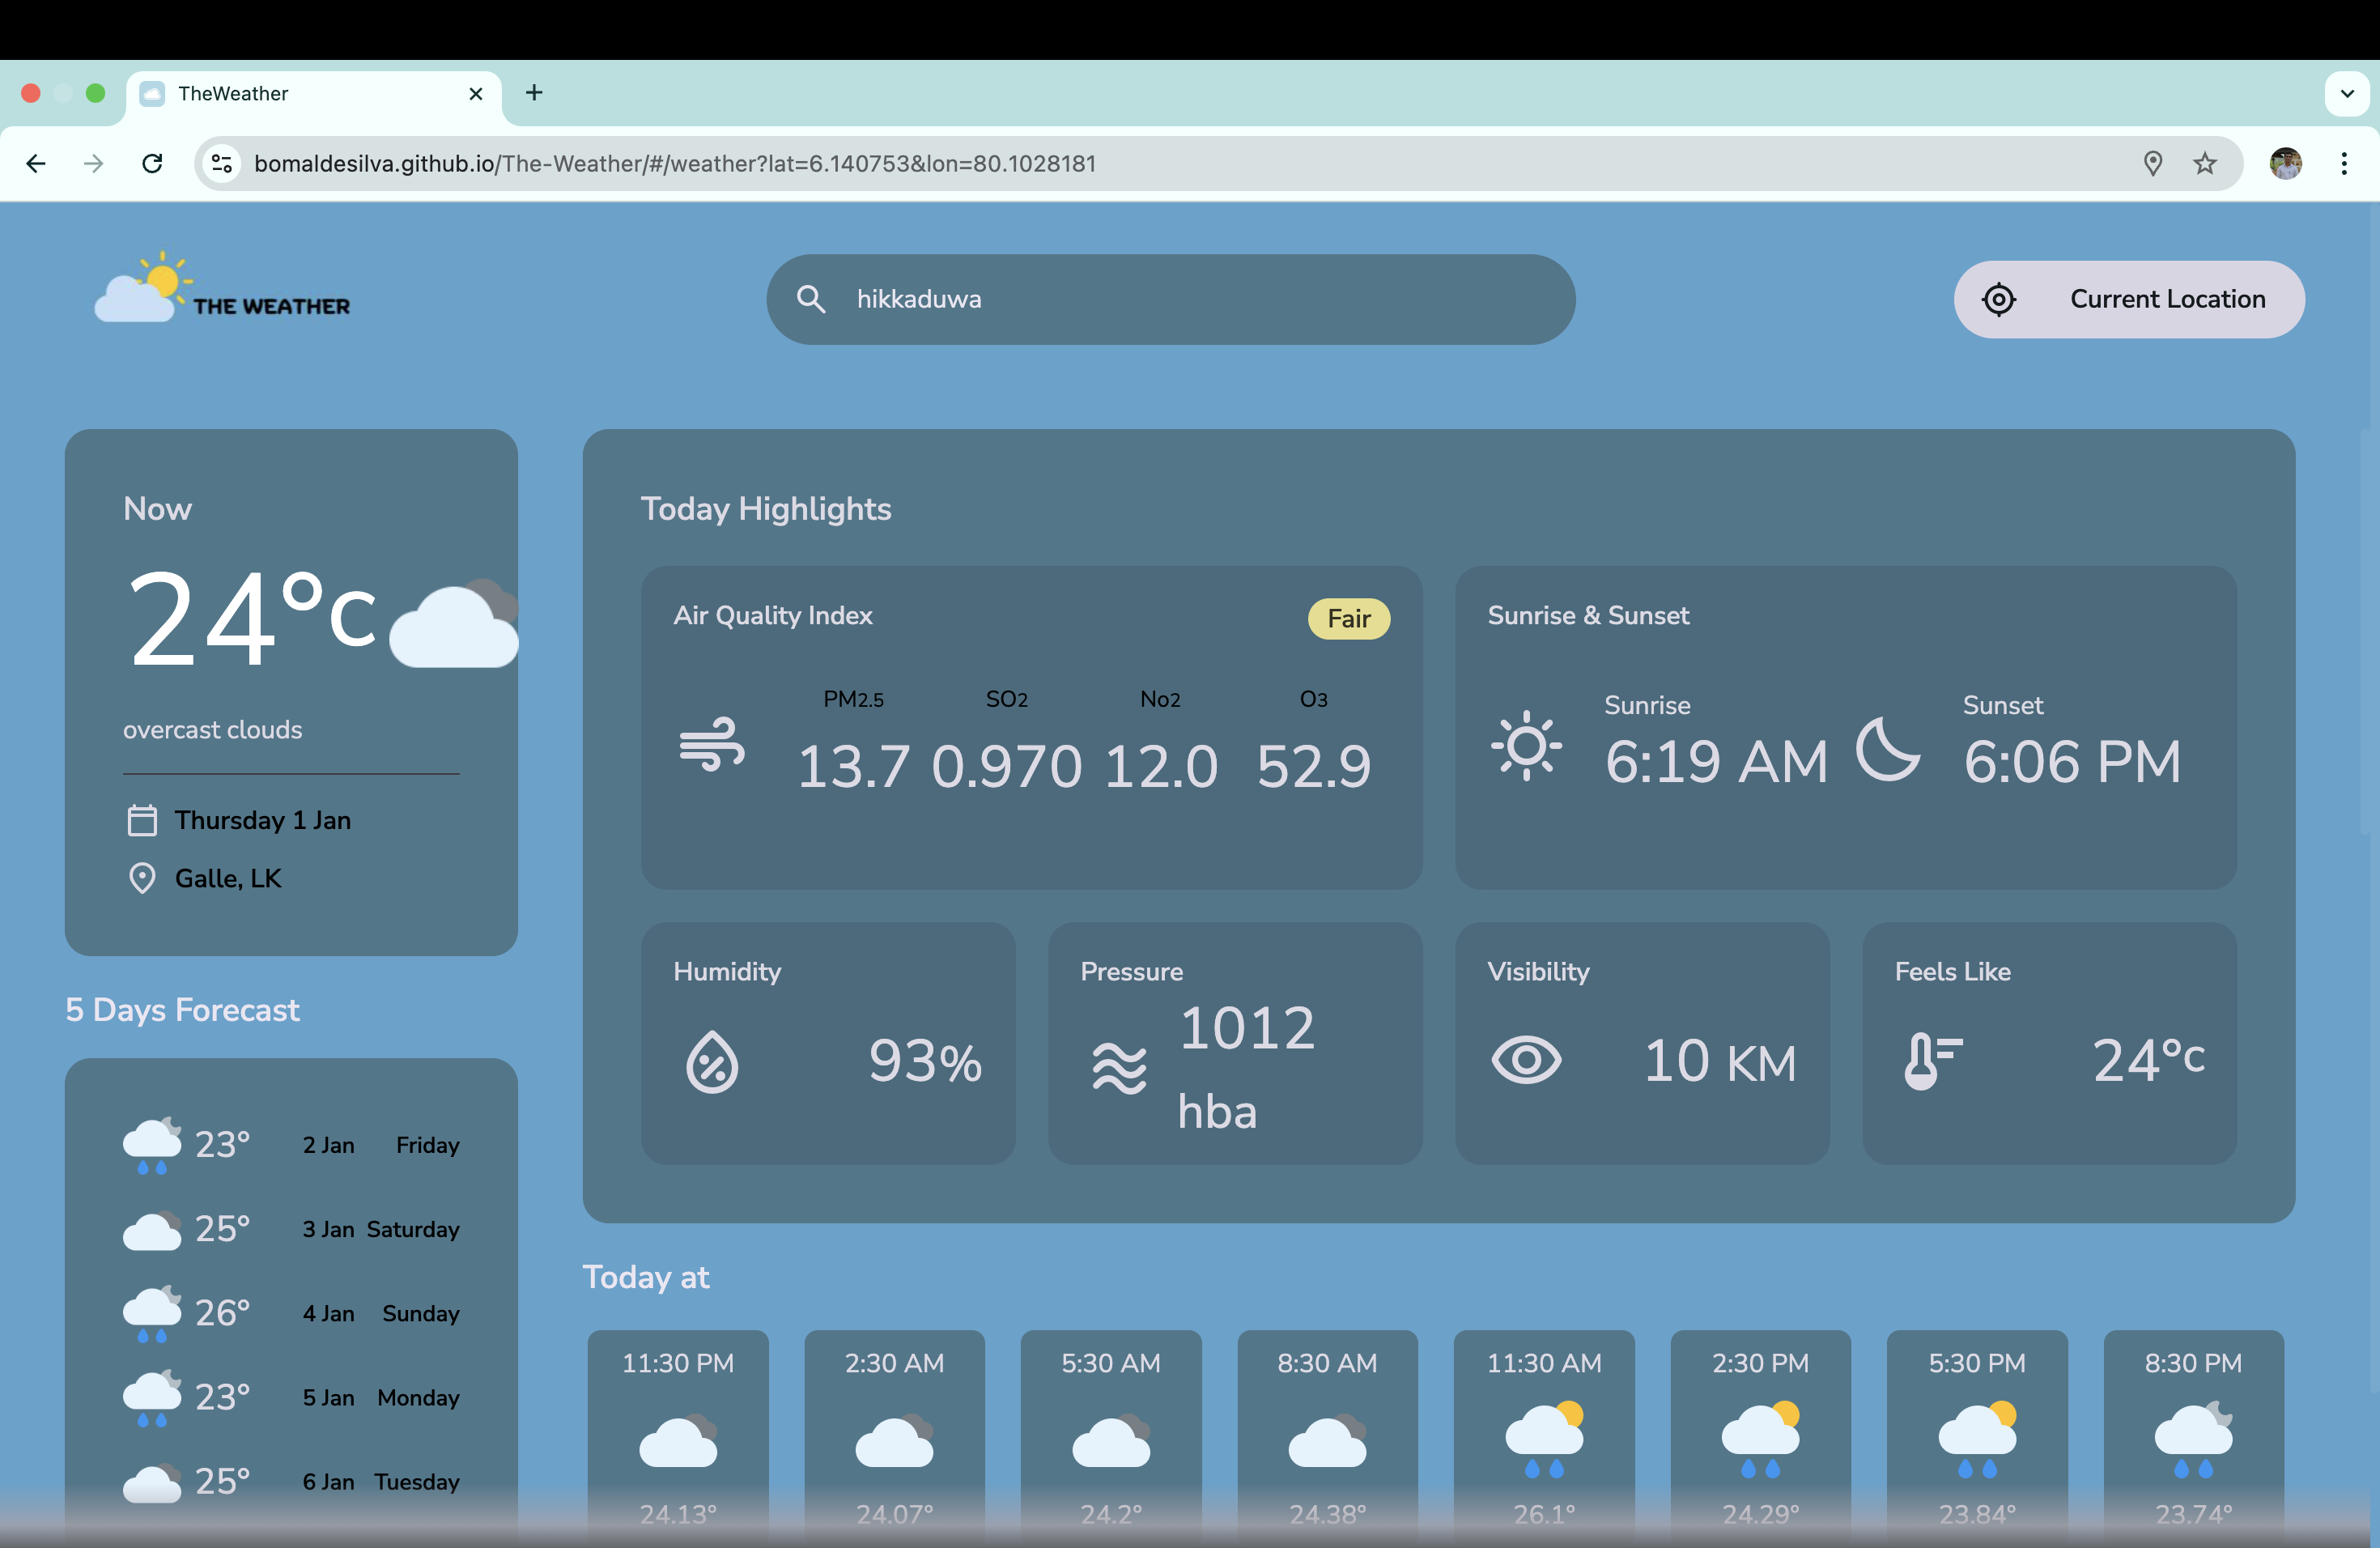 TheWeather
bomaldesilva.github.io/The-Weather/#/weather?lat=6.140753&lon=80.1028181
THE WEATHER
hikkaduwa
Current Location
Now
24°c
overcast clouds
Thursday 1 Jan
Galle, LK
5 Days Forecast
23° 2 Jan Friday
25° 3 Jan Saturday
26° 4 Jan Sunday
23° 5 Jan Monday
25° 6 Jan Tuesday
Today Highlights
Air Quality Index Fair
PM2.5 SO2 No2 O3
13.7 0.970 12.0 52.9
Sunrise & Sunset
Sunrise Sunset
6:19 AM 6:06 PM
Humidity
93%
Pressure
1012
hba
Visibility
10 KM
Feels Like
24°c
Today at
11:30 PM 2:30 AM 5:30 AM 8:30 AM 11:30 AM 2:30 PM 5:30 PM 8:30 PM
24.13° 24.07° 24.2° 24.38° 26.1° 24.29° 23.84° 23.74°